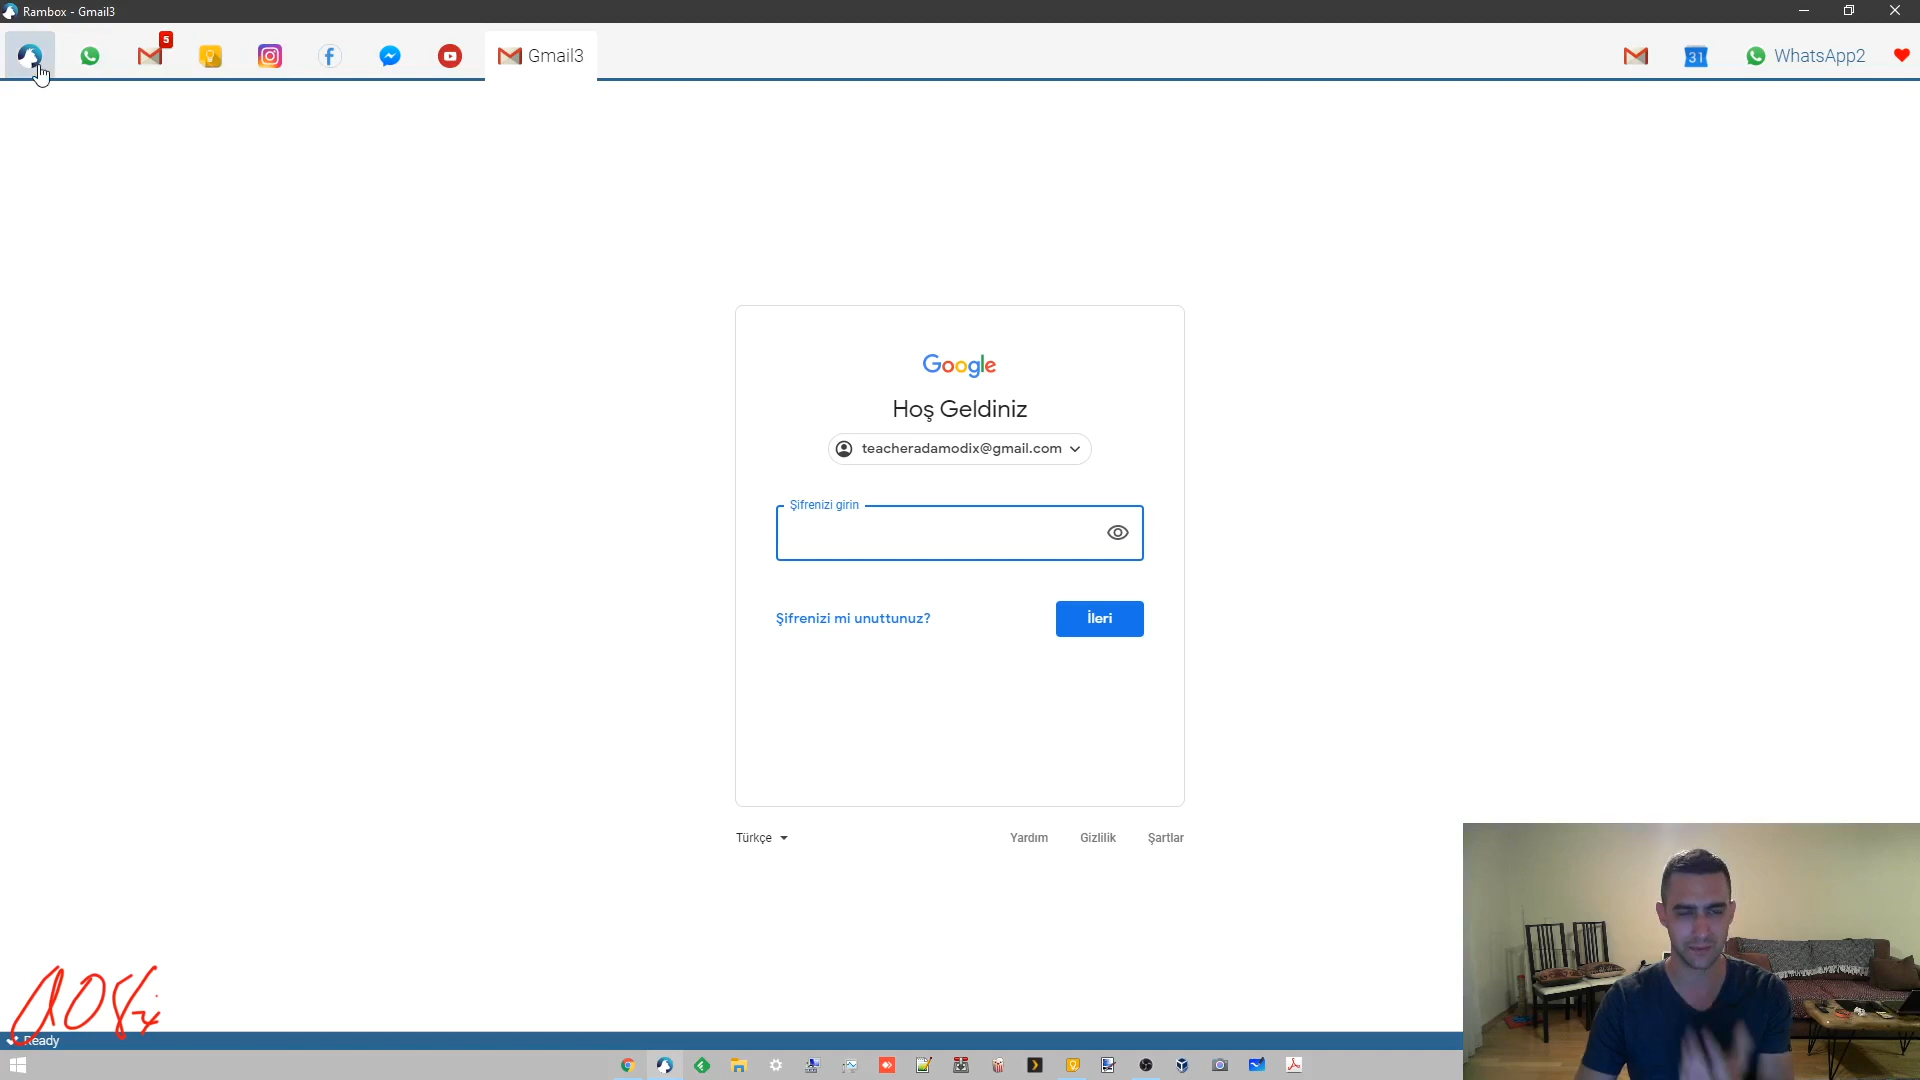 Rambox - Gmail3
5
Gmail3
31
WhatsApp2
Google
Hoş Geldiniz
teacheradamodix@gmail.com
Şifrenizi girin
Şifrenizi mi unuttunuz?
İleri
Türkçe
Yardım
Gizlilik
Şartlar
Ready